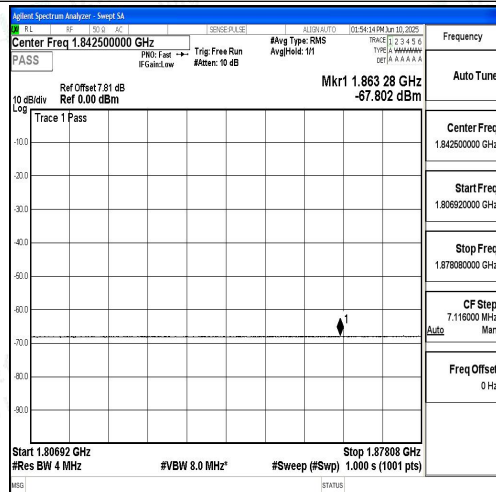 Agilent Spectrum Analyzer - Swept SA
RL RF 50 Ω AC SENSE:PULSE ALIGN AUTO 01:54:14 PM Jun 10, 2025
Center Freq 1.842500000 GHz
PASS
PNO: Fast
IFGain:Low
Trig: Free Run
#Atten: 10 dB
#Avg Type: RMS
Avg|Hold: 1/1
TRACE 1 2 3 4 5 6
TYPE A WWWWW
DET A A A A A A
Ref Offset 7.81 dB
10 dB/div Ref 0.00 dBm
Log
Mkr1 1.863 28 GHz
-67.802 dBm
Trace 1 Pass
-10.0
-20.0
-30.0
-40.0
-50.0
-60.0
-70.0
-80.0
-90.0
1
Start 1.80692 GHz Stop 1.87808 GHz
#Res BW 4 MHz #VBW 8.0 MHz* #Sweep (#Swp) 1.000 s (1001 pts)
MSG STATUS
Frequency
Auto Tune
Center Freq
1.842500000 GHz
Start Freq
1.806920000 GHz
Stop Freq
1.878080000 GHz
CF Step
7.116000 MHz
Auto Man
Freq Offset
0 Hz